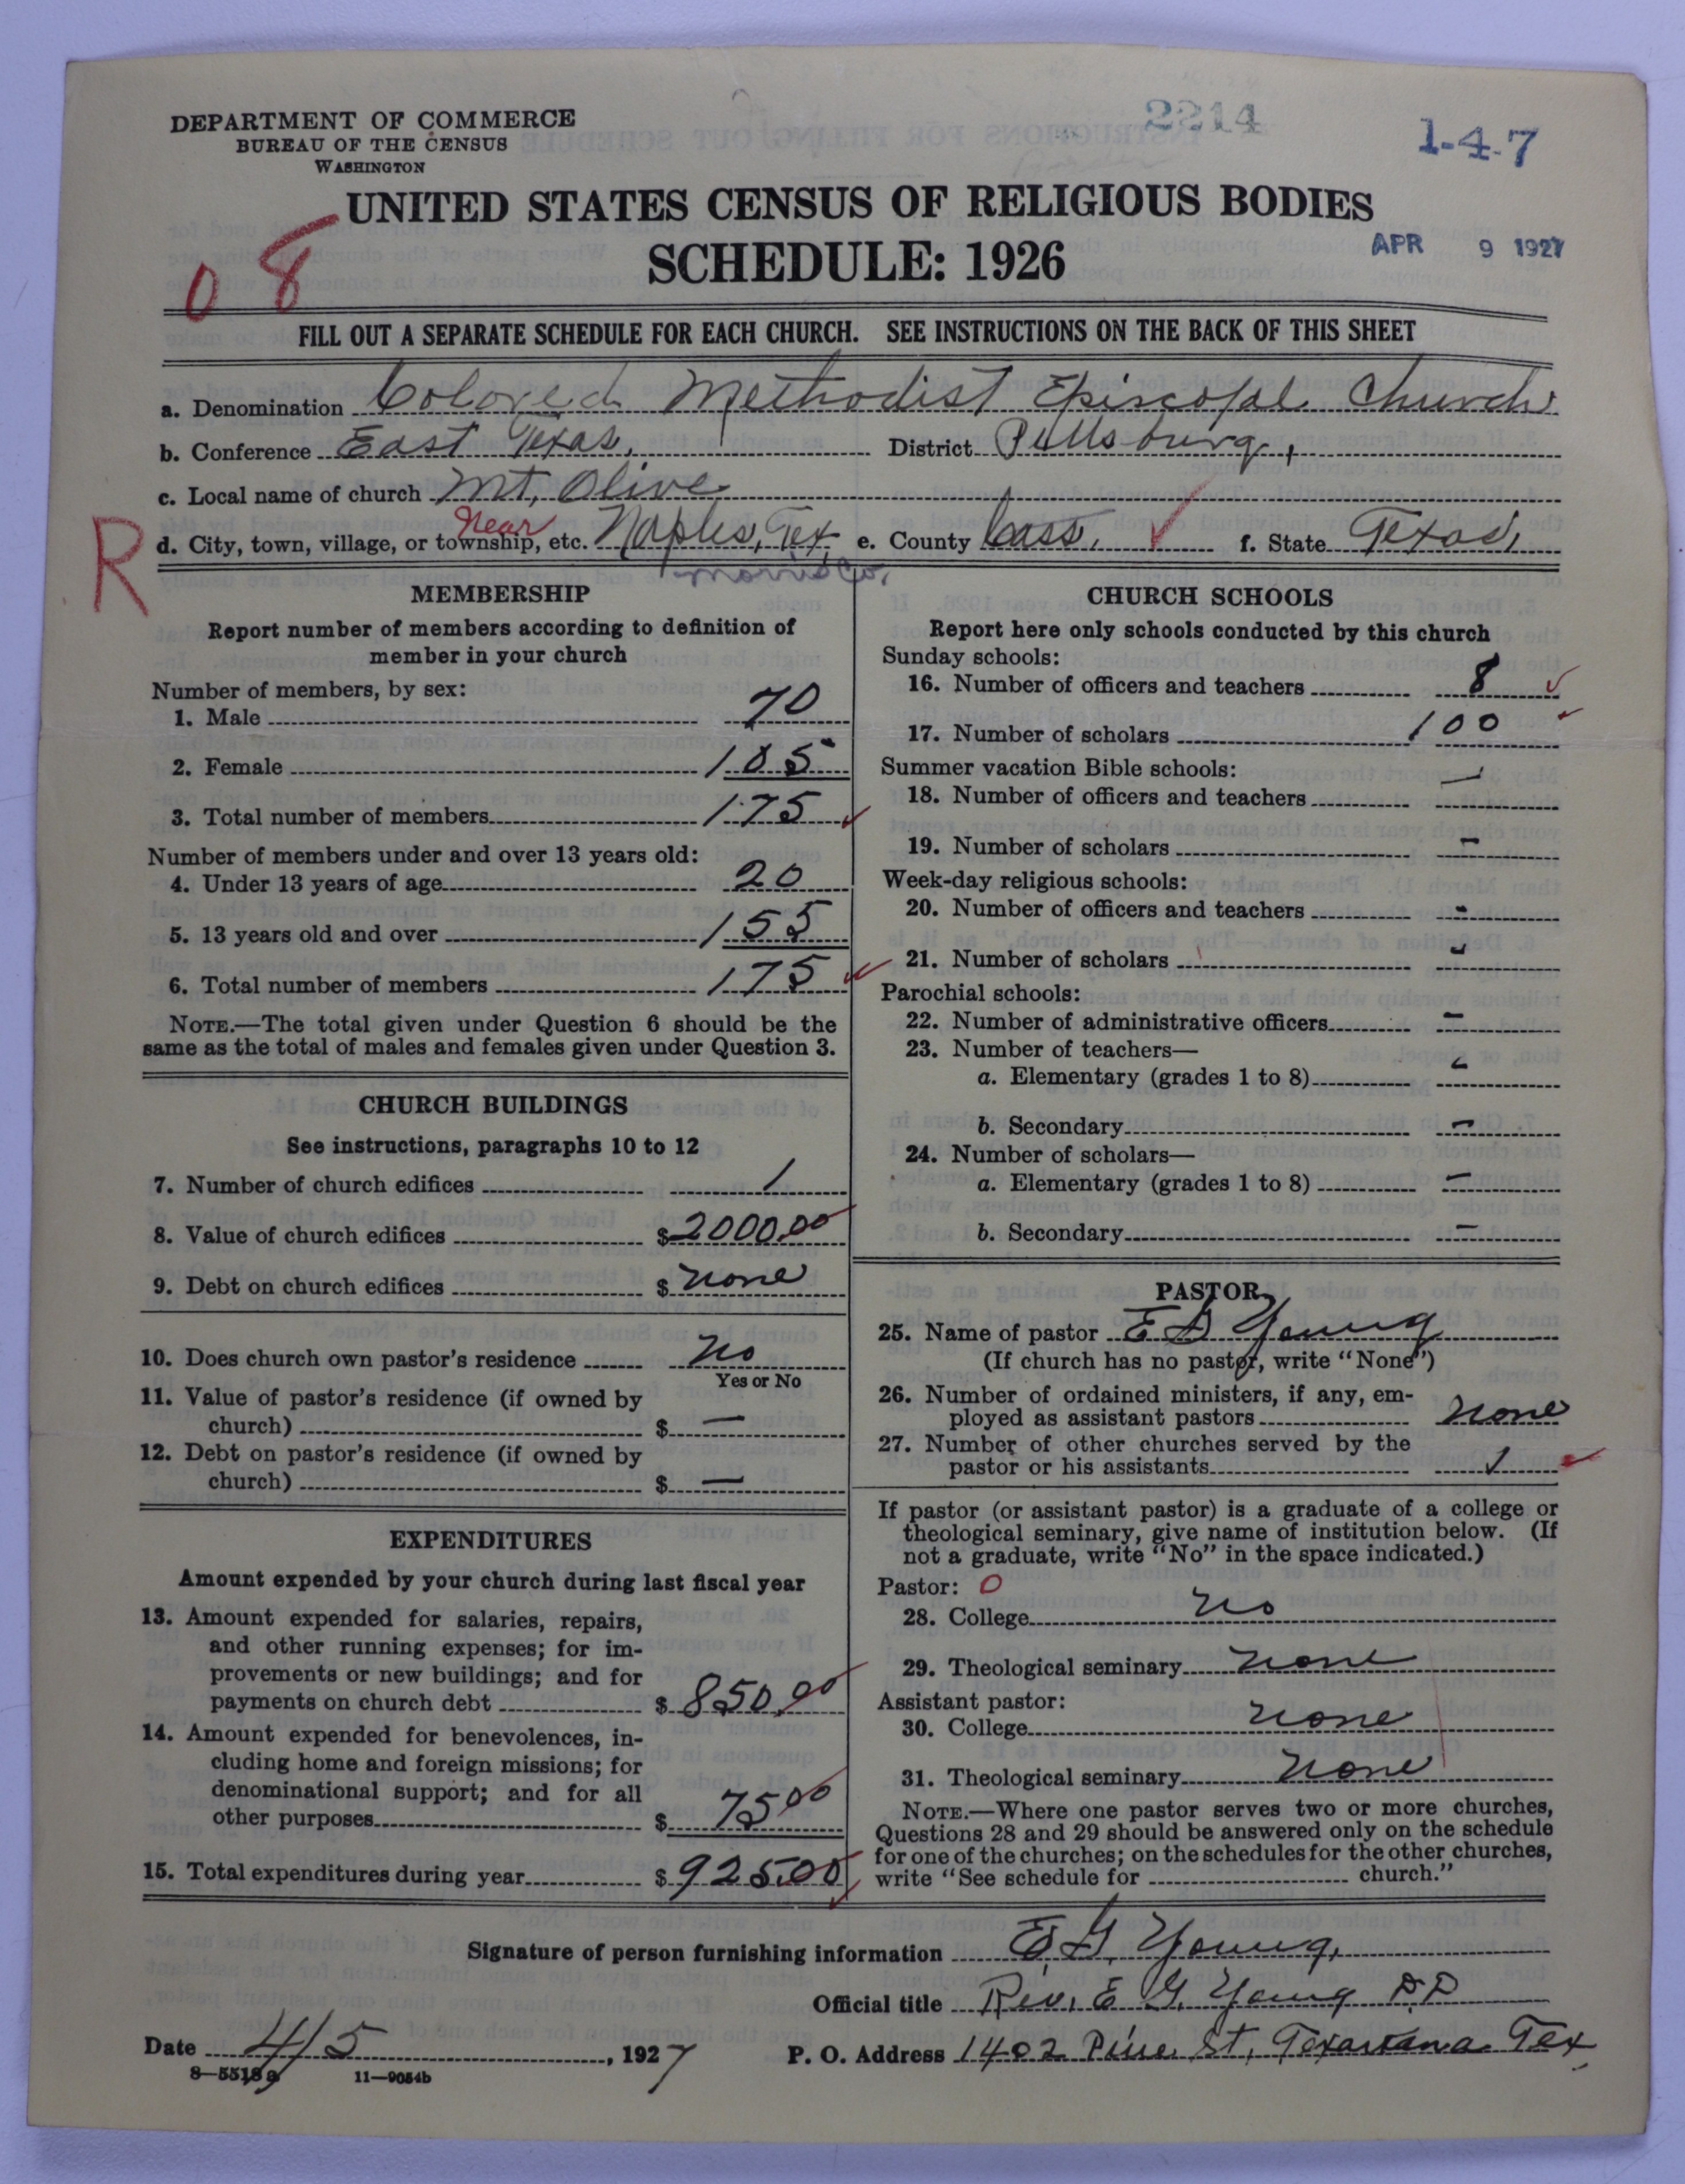 2214
1-4-7
DEPARTMENT OF COMMERCE
BUREAU OF THE CENSUS
WASHINGTON
UNITED STATES CENSUS OF RELIGIOUS BODIES
SCHEDULE: 1926
APR 9 1927
08
FILL OUT A SEPARATE SCHEDULE FOR EACH CHURCH. SEE INSTRUCTIONS ON THE BACK OF THIS SHEET
a. Denomination Colored Methodist Episcopal Church
b. Conference East Texas, District Pittsburg,
c. Local name of church Mt, Olive
R
d. City, town, village, or township, etc. Near Naples, Tex e. County Cass, f. State Texas,
Morris Co.
MEMBERSHIP
Report number of members according to definition of
member in your church
Number of members, by sex:
1. Male 70
2. Female 105
3. Total number of members 175
Number of members under and over 13 years old:
4. Under 13 years of age 20
5. 13 years old and over 155
6. Total number of members 175
NOTE.—The total given under Question 6 should be the
same as the total of males and females given under Question 3.
CHURCH BUILDINGS
See instructions, paragraphs 10 to 12
7. Number of church edifices 1
8. Value of church edifices $2000.00
9. Debt on church edifices $ none
10. Does church own pastor's residence No
Yes or No
11. Value of pastor's residence (if owned by
church) $ —
12. Debt on pastor's residence (if owned by
church) $ —
EXPENDITURES
Amount expended by your church during last fiscal year
13. Amount expended for salaries, repairs,
and other running expenses; for im-
provements or new buildings; and for
payments on church debt $ 850.00
14. Amount expended for benevolences, in-
cluding home and foreign missions; for
denominational support; and for all
other purposes $ 75 00
15. Total expenditures during year $ 925.00
CHURCH SCHOOLS
Report here only schools conducted by this church
Sunday schools:
16. Number of officers and teachers 8
17. Number of scholars 100
Summer vacation Bible schools:
18. Number of officers and teachers —
19. Number of scholars -
Week-day religious schools:
20. Number of officers and teachers -
21. Number of scholars -
Parochial schools:
22. Number of administrative officers -
23. Number of teachers—
a. Elementary (grades 1 to 8) -
b. Secondary -
24. Number of scholars—
a. Elementary (grades 1 to 8) -
b. Secondary -
PASTOR
25. Name of pastor E G Young
(If church has no pastor, write "None")
26. Number of ordained ministers, if any, em-
ployed as assistant pastors none
27. Number of other churches served by the
pastor or his assistants 1
If pastor (or assistant pastor) is a graduate of a college or
theological seminary, give name of institution below. (If
not a graduate, write "No" in the space indicated.)
Pastor: 0
28. College No
29. Theological seminary none
Assistant pastor:
30. College none
31. Theological seminary none
NOTE.—Where one pastor serves two or more churches,
Questions 28 and 29 should be answered only on the schedule
for one of the churches; on the schedules for the other churches,
write "See schedule for church."
Signature of person furnishing information E. G. Young,
Official title Rev. E G. Young D.D
Date 4/5, 1927 P. O. Address 1402 Pine St, Texarkana Tex
8—5518a 11—9054b